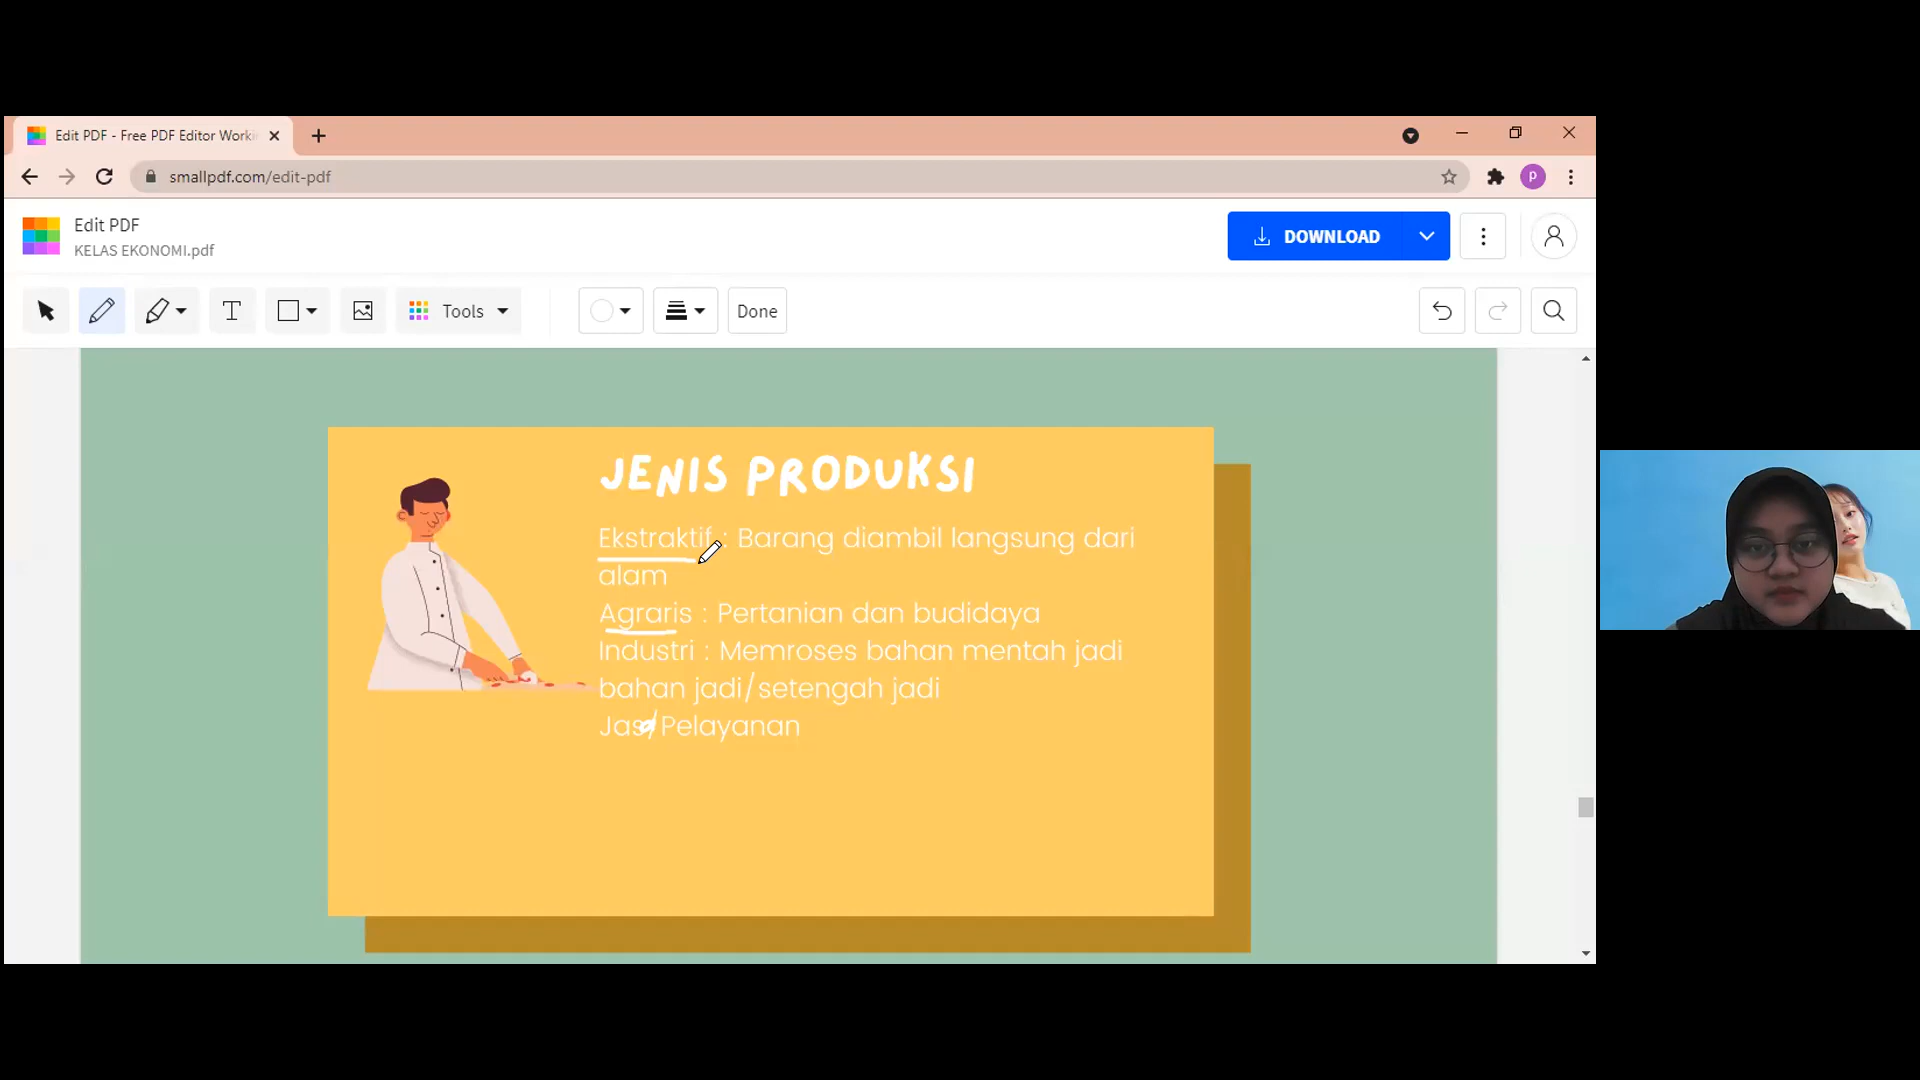 Edit PDF - Free PDF Editor Worki
smallpdf.com/edit-pdf
P
Edit PDF
KELAS EKONOMI.pdf
DOWNLOAD
T
Tools
Done
JENIS PRODUKSI
Ekstraktif : Barang diambil langsung dari
alam
Agraris : Pertanian dan budidaya
Industri : Memroses bahan mentah jadi
bahan jadi/setengah jadi
Jasa/Pelayanan